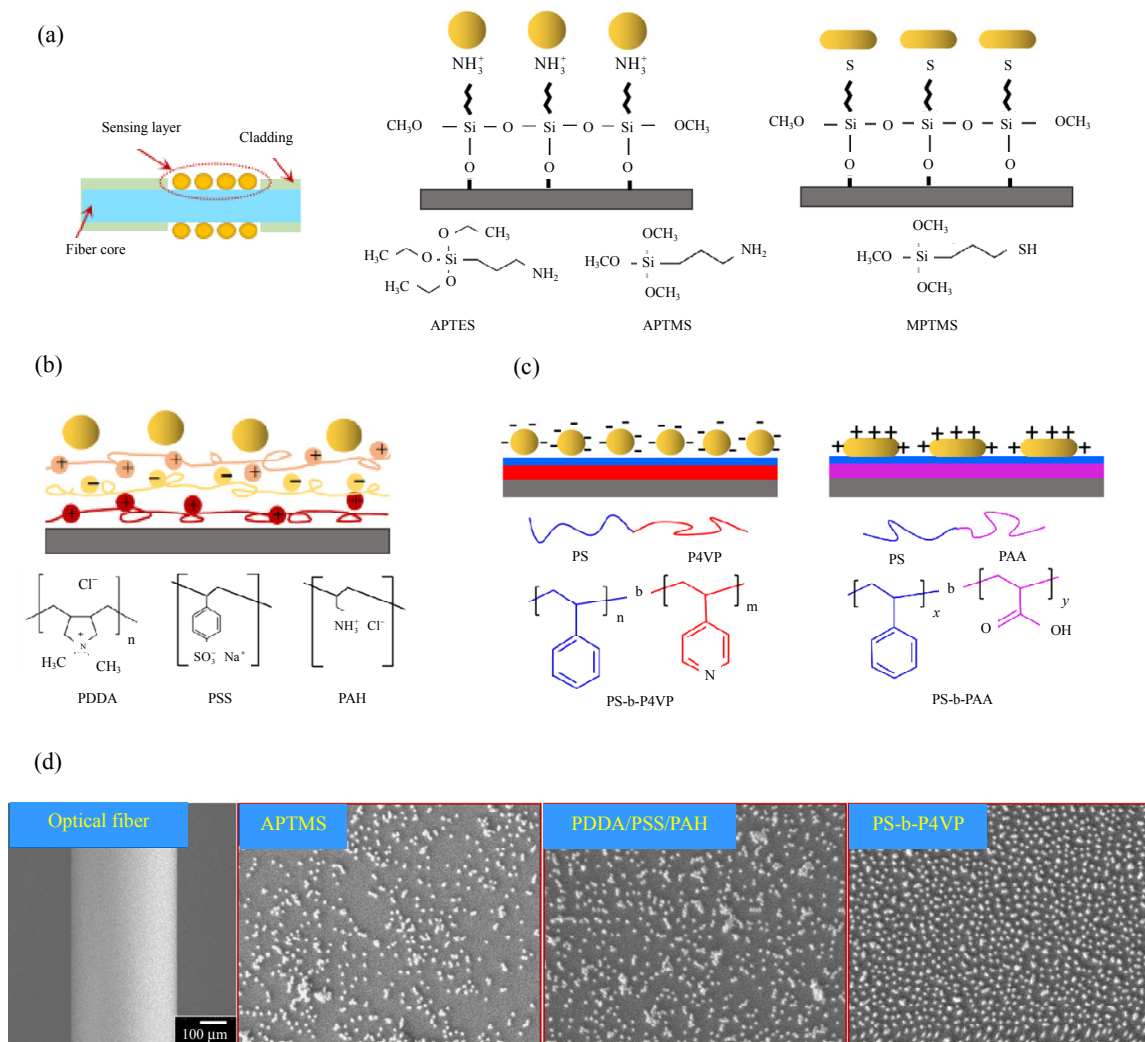 (a)
NH₃⁺ NH₃⁺ NH₃⁺
S S S
Sensing layer
Cladding
Fiber core
CH₃O Si O Si O Si OCH₃
O O O
CH₃O Si O Si O Si OCH₃
O O O
O CH₃
H₃C O Si NH₂
H₃C O
APTES
OCH₃
H₃CO Si NH₂
OCH₃
APTMS
OCH₃
H₃CO Si SH
OCH₃
MPTMS
(b)
+ + + +
− − − −
+ + + + +
Cl⁻
n
N
+
H₃C CH₃
PDDA
SO₃⁻ Na⁺
PSS
NH₃⁺ Cl⁻
PAH
(c)
PS P4VP
n b m
N
PS-b-P4VP
PS PAA
x b y
O OH
PS-b-PAA
(d)
Optical fiber
100 μm
APTMS
PDDA/PSS/PAH
PS-b-P4VP